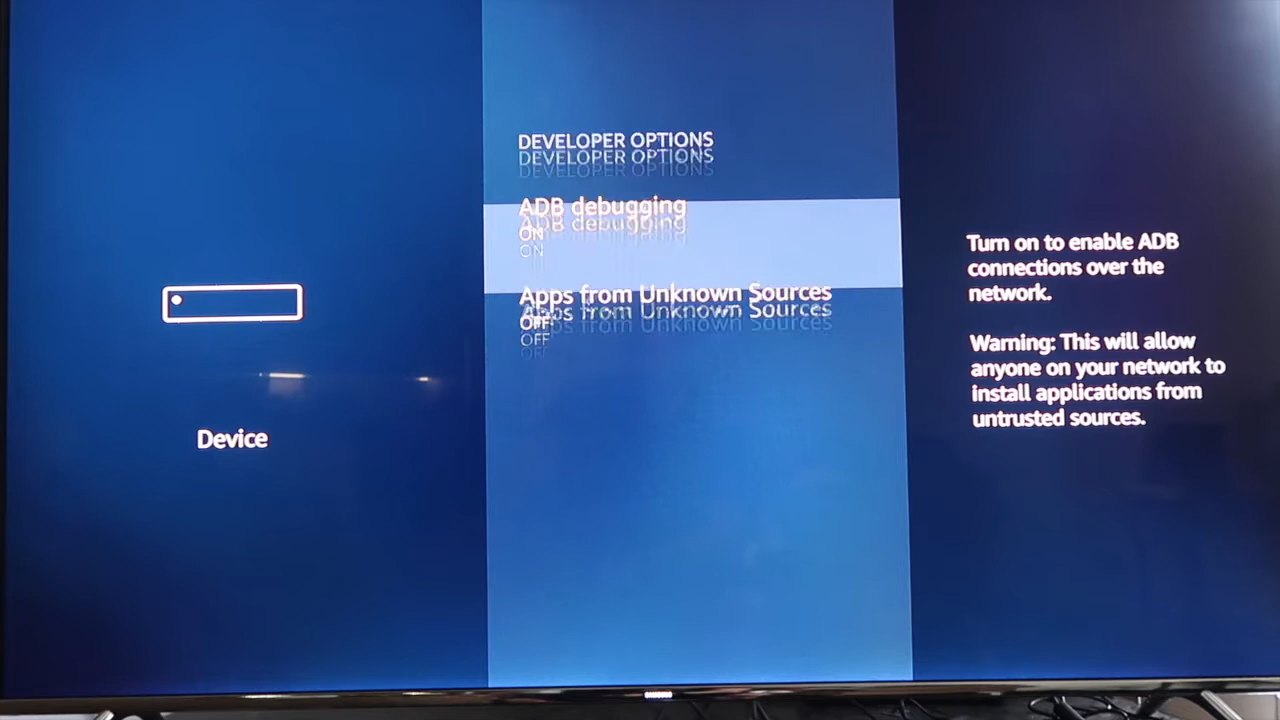 DEVELOPER OPTIONS
ADB debugging
ON
Apps from Unknown Sources
OFF
Device
Turn on to enable ADB
connections over the
network.
Warning: This will allow
anyone on your network to
install applications from
untrusted sources.
SAMSUNG